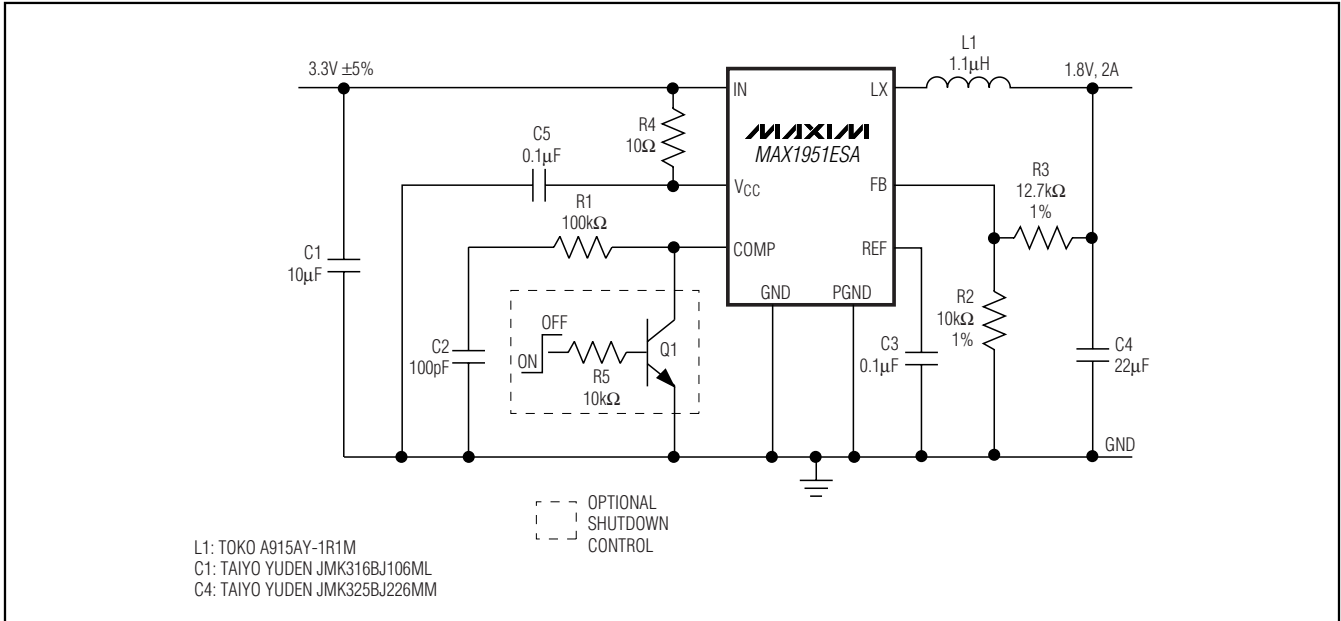 L1
1.1µH
3.3V ±5%
1.8V, 2A
IN
LX
R4
10Ω
MAXIM
MAX1951ESA
C5
0.1µF
R3
12.7kΩ
1%
VCC
FB
R1
100kΩ
COMP
REF
C1
10µF
GND
PGND
R2
10kΩ
1%
OFF
ON
Q1
C2
100pF
R5
10kΩ
C3
0.1µF
C4
22µF
GND
OPTIONAL
SHUTDOWN
CONTROL
L1: TOKO A915AY-1R1M
C1: TAIYO YUDEN JMK316BJ106ML
C4: TAIYO YUDEN JMK325BJ226MM